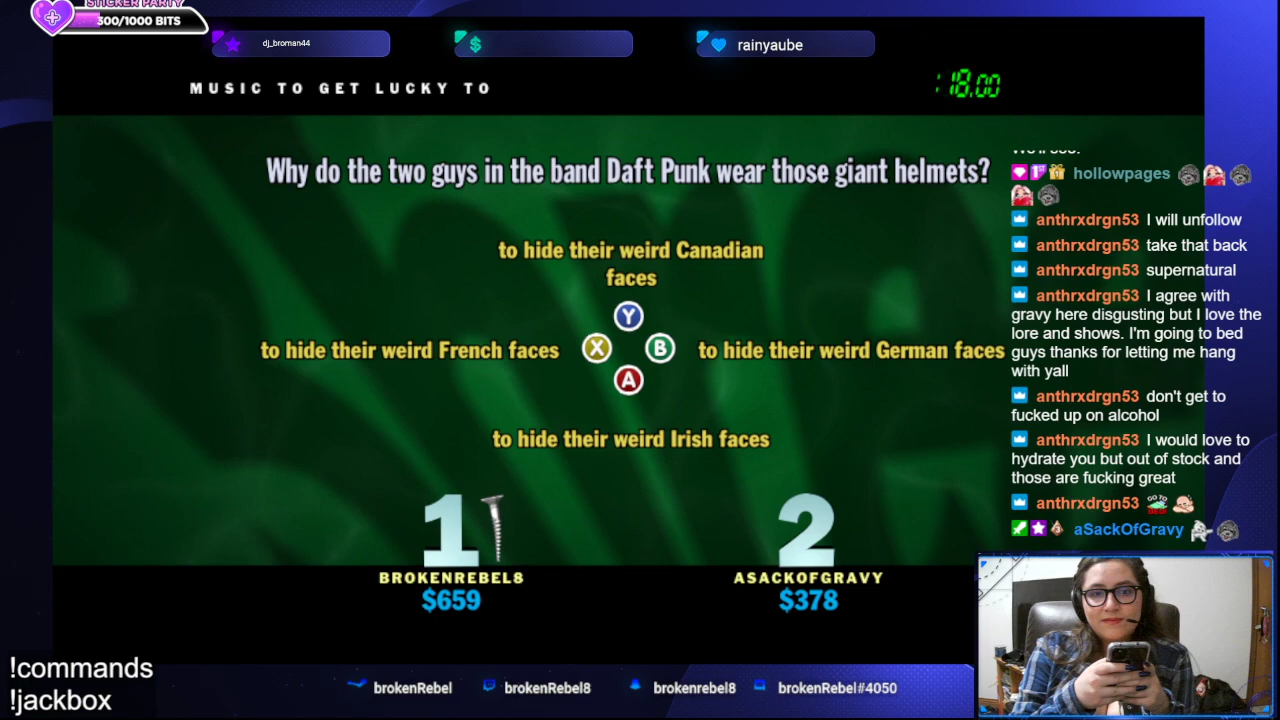 STICKER PARTY
300/1000 BITS
dj_broman44
$
rainyaube
MUSIC TO GET LUCKY TO
:18.00
Why do the two guys in the band Daft Punk wear those giant helmets?
to hide their weird Canadian
faces
Y
to hide their weird French faces
X
B
to hide their weird German faces
A
to hide their weird Irish faces
1
2
BROKENREBEL8
$659
ASACKOFGRAVY
$378
hollowpages
anthrxdrgn53 I will unfollow
anthrxdrgn53 take that back
anthrxdrgn53 supernatural
anthrxdrgn53 I agree with
gravy here disgusting but I love the
lore and shows. I'm going to bed
guys thanks for letting me hang
with yall
anthrxdrgn53 don't get to
fucked up on alcohol
anthrxdrgn53 I would love to
hydrate you but out of stock and
those are fucking great
anthrxdrgn53 GO TO BED!
aSackOfGravy
!commands
!jackbox
brokenRebel
brokenRebel8
brokenrebel8
brokenRebel#4050